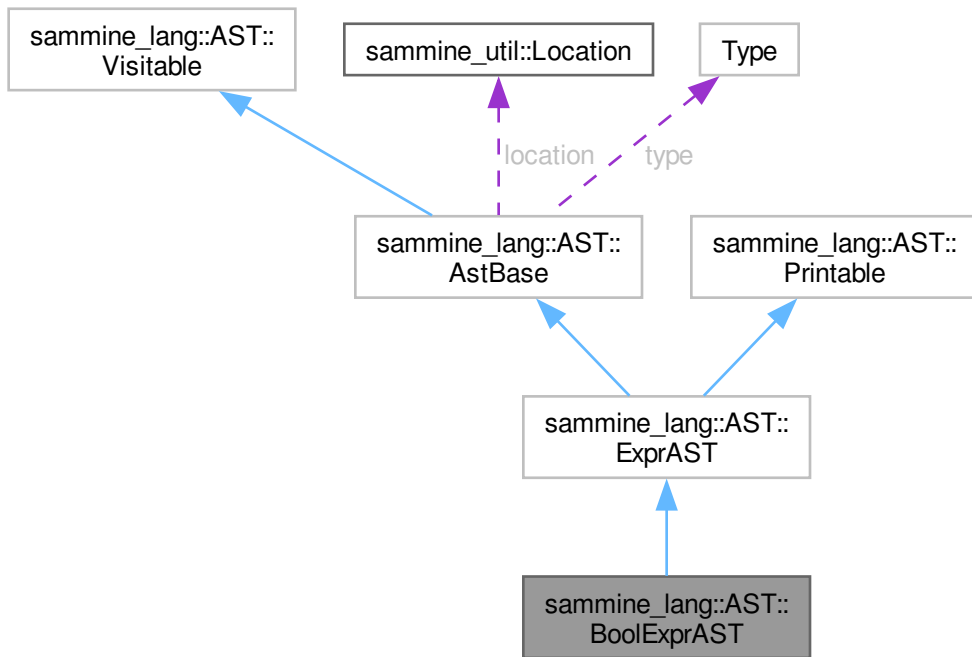 sammine_lang::AST::
Visitable
sammine_util::Location
Type
location
type
sammine_lang::AST::
AstBase
sammine_lang::AST::
Printable
sammine_lang::AST::
ExprAST
sammine_lang::AST::
BoolExprAST